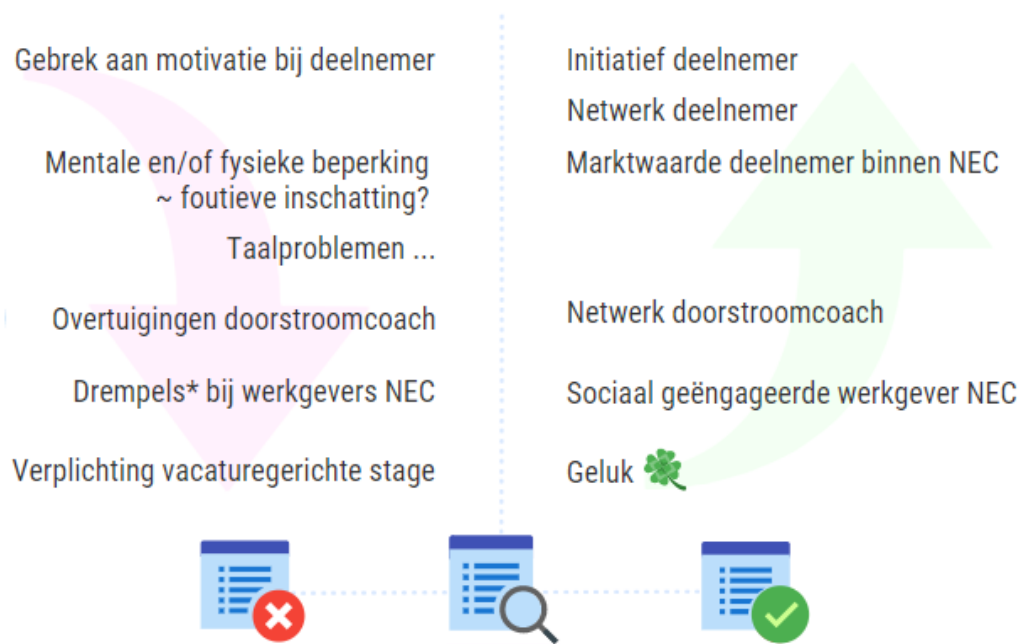 Gebrek aan motivatie bij deelnemer
Mentale en/of fysieke beperking
~ foutieve inschatting?
Taalproblemen ...
Overtuigingen doorstroomcoach
Drempels* bij werkgevers NEC
Verplichting vacaturegerichte stage
Initiatief deelnemer
Netwerk deelnemer
Marktwaarde deelnemer binnen NEC
Netwerk doorstroomcoach
Sociaal geëngageerde werkgever NEC
Geluk